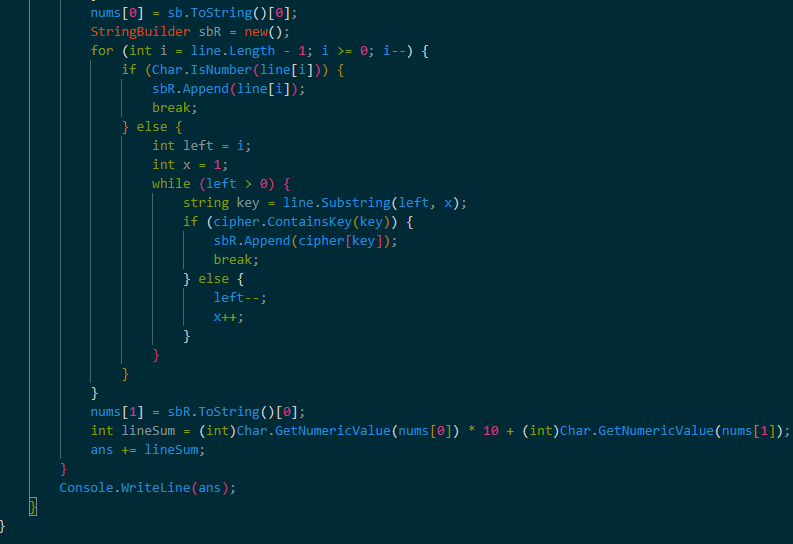 nums[0] = sb.ToString()[0];
StringBuilder sbR = new();
for (int i = line.Length - 1; i >= 0; i--) {
if (Char.IsNumber(line[i])) {
sbR.Append(line[i]);
break;
} else {
int left = i;
int x = 1;
while (left > 0) {
string key = line.Substring(left, x);
if (cipher.ContainsKey(key)) {
sbR.Append(cipher[key]);
break;
} else {
left--;
x++;
}
}
}
}
nums[1] = sbR.ToString()[0];
int lineSum = (int)Char.GetNumericValue(nums[0]) * 10 + (int)Char.GetNumericValue(nums[1]);
ans += lineSum;
}
Console.WriteLine(ans);
}
}